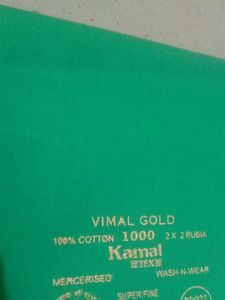 VIMAL GOLD
100% COTTON 1000 2 X 2 RUBIA
Kamal
TEX
MERCERISED WASH-N-WEAR
SUPER FINE